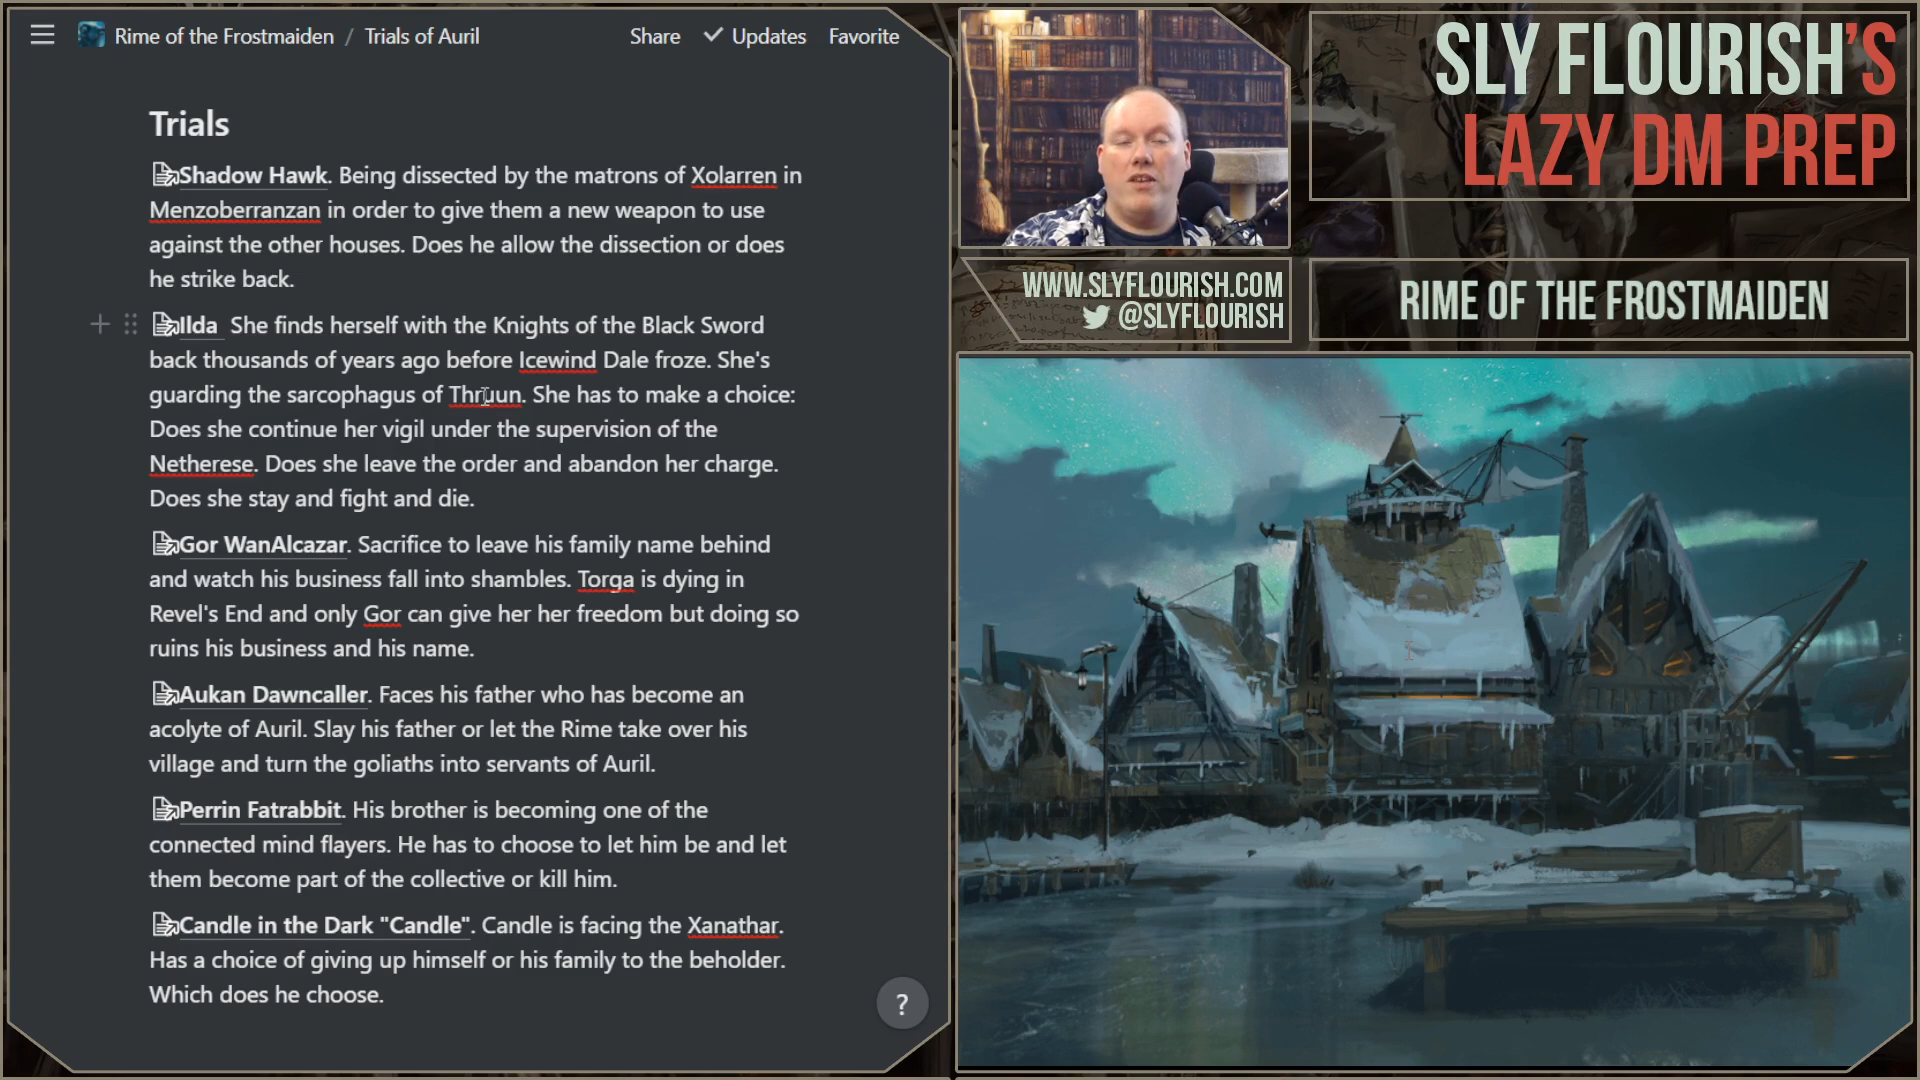 Rime of the Frostmaiden / Trials of Auril
Share Updates Favorite
Trials
Shadow Hawk. Being dissected by the matrons of Xolarren in
Menzoberranzan in order to give them a new weapon to use
against the other houses. Does he allow the dissection or does
he strike back.
Ilda She finds herself with the Knights of the Black Sword
back thousands of years ago before Icewind Dale froze. She's
guarding the sarcophagus of Thruun. She has to make a choice:
Does she continue her vigil under the supervision of the
Netherese. Does she leave the order and abandon her charge.
Does she stay and fight and die.
Gor WanAlcazar. Sacrifice to leave his family name behind
and watch his business fall into shambles. Torga is dying in
Revel's End and only Gor can give her her freedom but doing so
ruins his business and his name.
Aukan Dawncaller. Faces his father who has become an
acolyte of Auril. Slay his father or let the Rime take over his
village and turn the goliaths into servants of Auril.
Perrin Fatrabbit. His brother is becoming one of the
connected mind flayers. He has to choose to let him be and let
them become part of the collective or kill him.
Candle in the Dark "Candle". Candle is facing the Xanathar.
Has a choice of giving up himself or his family to the beholder.
Which does he choose.
?
SLY FLOURISH'S
LAZY DM PREP
WWW.SLYFLOURISH.COM
@SLYFLOURISH
RIME OF THE FROSTMAIDEN